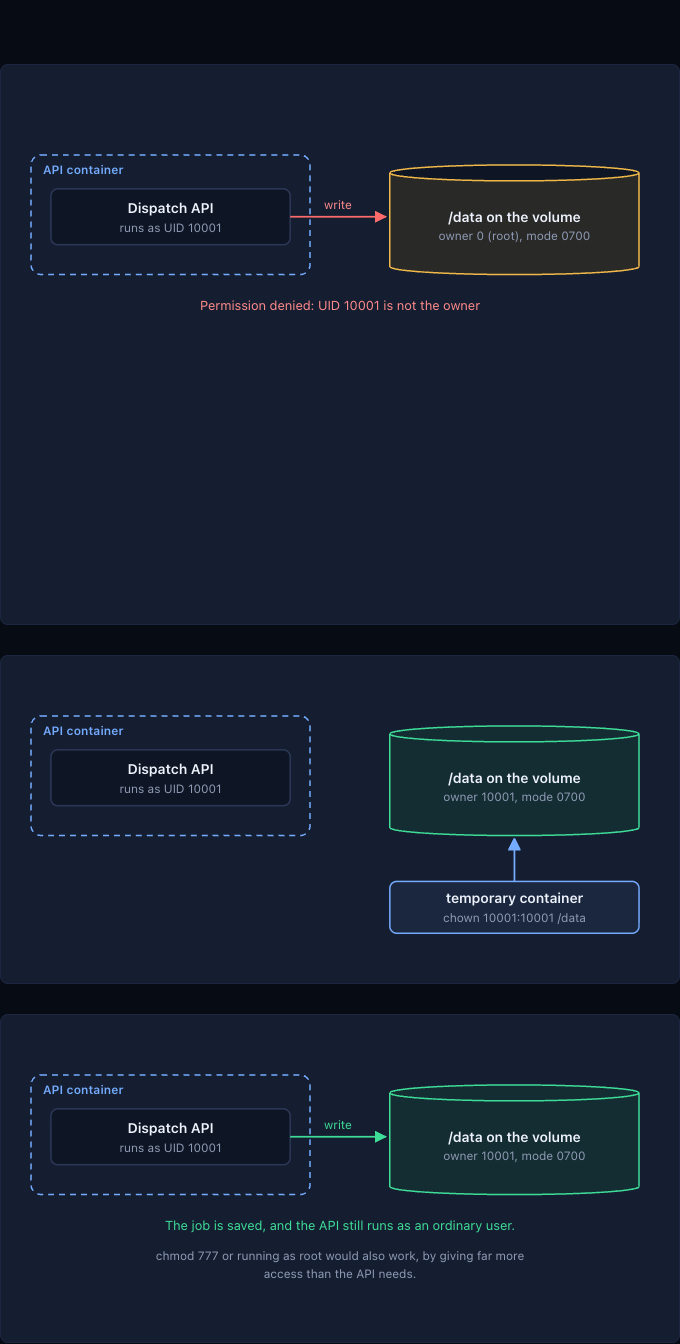 API container
Dispatch API
runs as UID 10001
write
/data on the volume
owner 0 (root), mode 0700
Permission denied: UID 10001 is not the owner
API container
Dispatch API
runs as UID 10001
/data on the volume
owner 10001, mode 0700
temporary container
chown 10001:10001 /data
API container
Dispatch API
runs as UID 10001
write
/data on the volume
owner 10001, mode 0700
The job is saved, and the API still runs as an ordinary user.
chmod 777 or running as root would also work, by giving far more
access than the API needs.